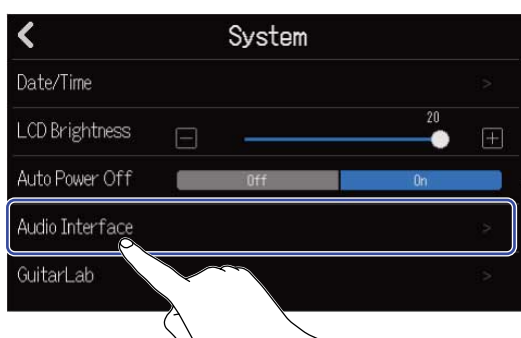 System
Date/Time
LCD Brightness 20
Auto Power Off Off On
Audio Interface
GuitarLab